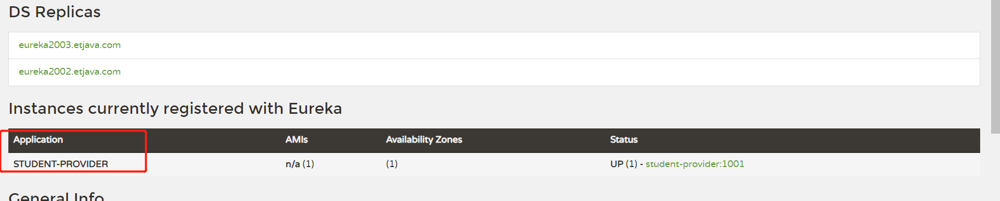 DS Replicas
eureka2003.etjava.com
eureka2002.etjava.com
Instances currently registered with Eureka
Application AMIs Availability Zones Status
STUDENT-PROVIDER n/a (1) (1) UP (1) - student-provider:1001
General Info